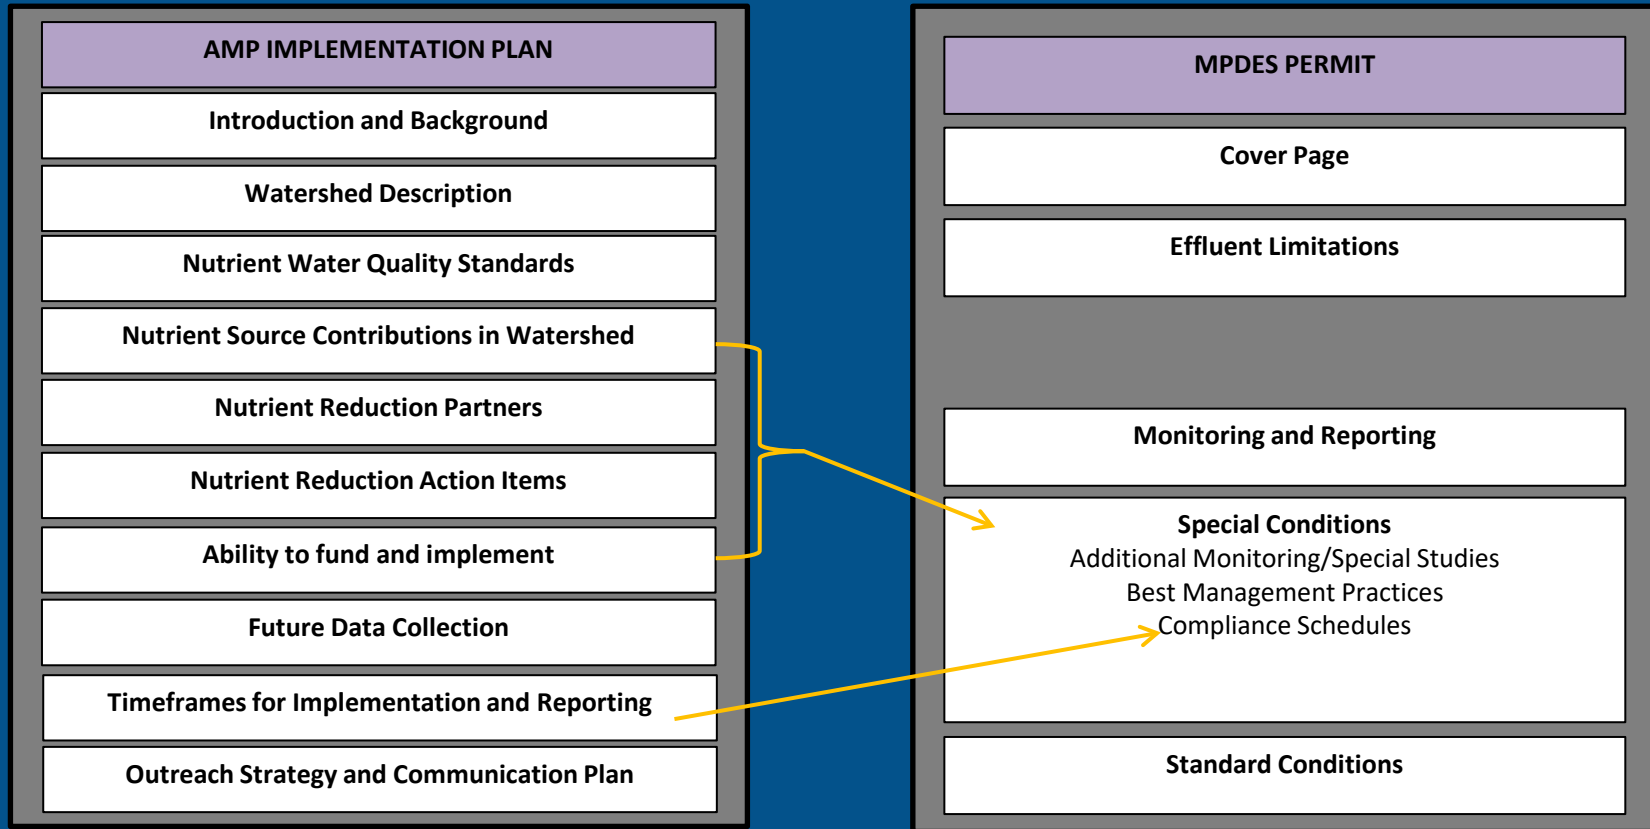 AMP IMPLEMENTATION PLAN
Introduction and Background
Watershed Description
Nutrient Water Quality Standards
Nutrient Source Contributions in Watershed
Nutrient Reduction Partners
Nutrient Reduction Action Items
Ability to fund and implement
Future Data Collection
Timeframes for Implementation and Reporting
Outreach Strategy and Communication Plan
MPDES PERMIT
Cover Page
Effluent Limitations
Monitoring and Reporting
Special Conditions
Additional Monitoring/Special Studies
Best Management Practices
Compliance Schedules
Standard Conditions